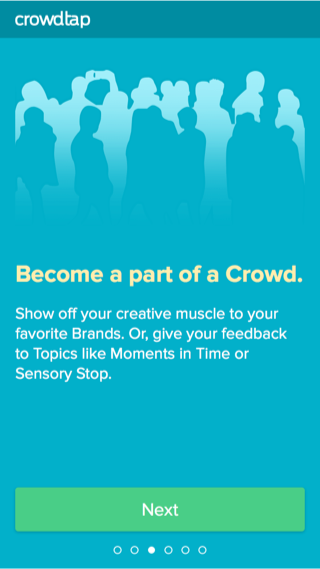 crowdtap
Become a part of a Crowd.
Show off your creative muscle to your
favorite Brands. Or, give your feedback
to Topics like Moments in Time or
Sensory Stop.
Next